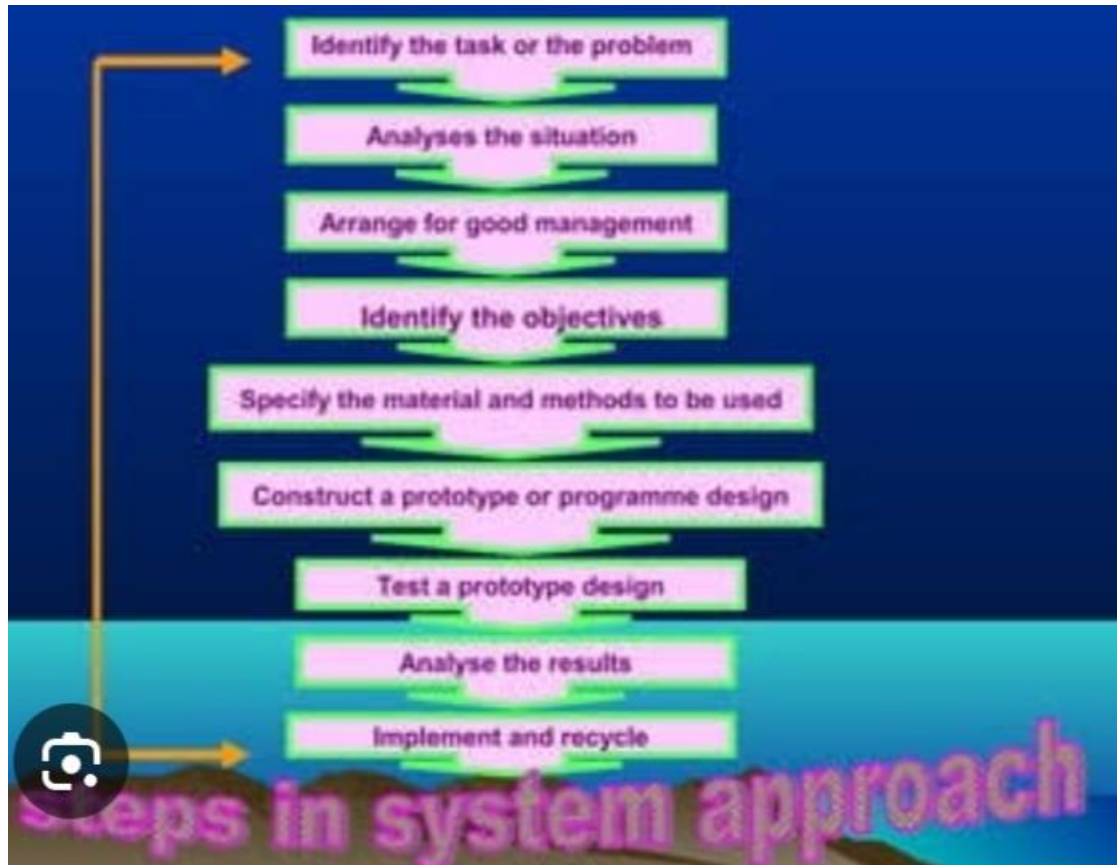 Identify the task or the problem
Analyses the situation
Arrange for good management
Identify the objectives
Specify the material and methods to be used
Construct a prototype or programme design
Test a prototype design
Analyse the results
Implement and recycle
steps in system approach